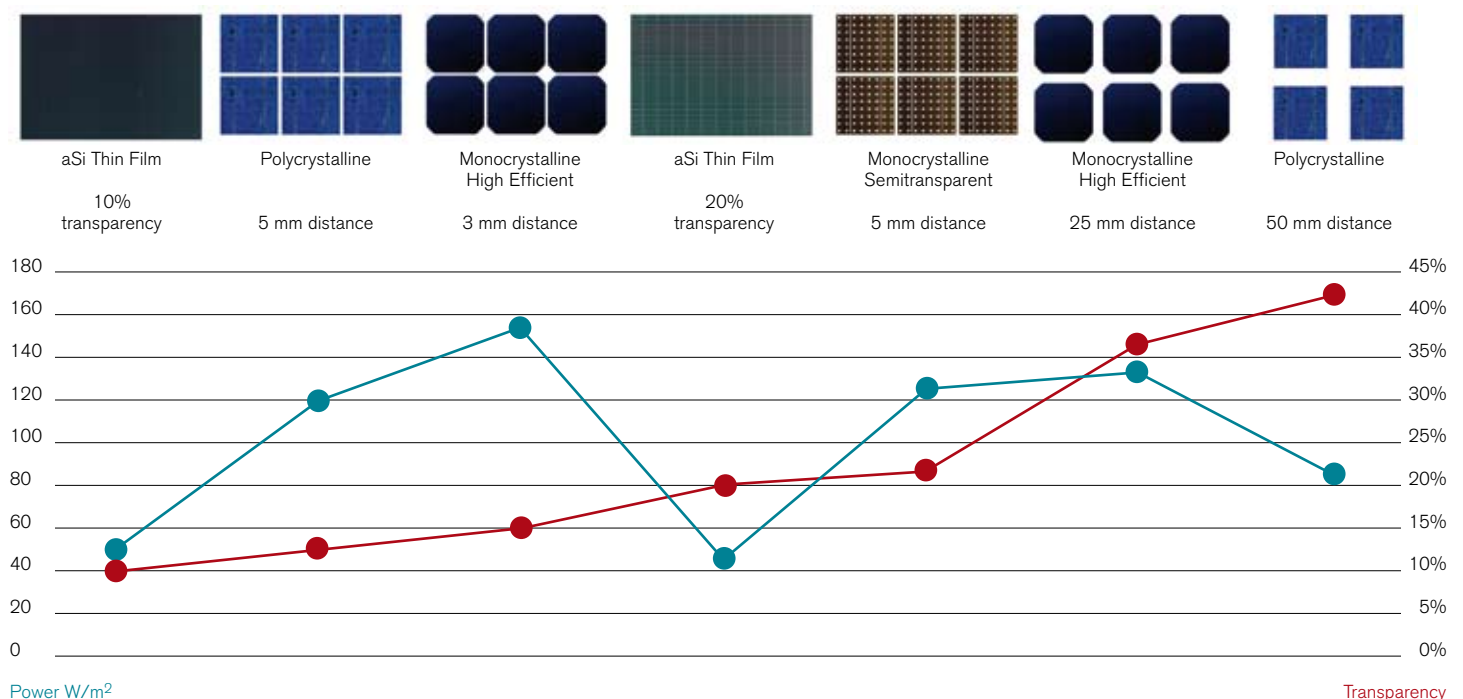 aSi Thin Film
10%
transparency
Polycrystalline
5 mm distance
Monocrystalline
High Efficient
3 mm distance
aSi Thin Film
20%
transparency
Monocrystalline
Semitransparent
5 mm distance
Monocrystalline
High Efficient
25 mm distance
Polycrystalline
50 mm distance
180 45%
160 40%
140 35%
120 30%
100 25%
80 20%
60 15%
40 10%
20 5%
0 0%
Power W/m2 Transparency